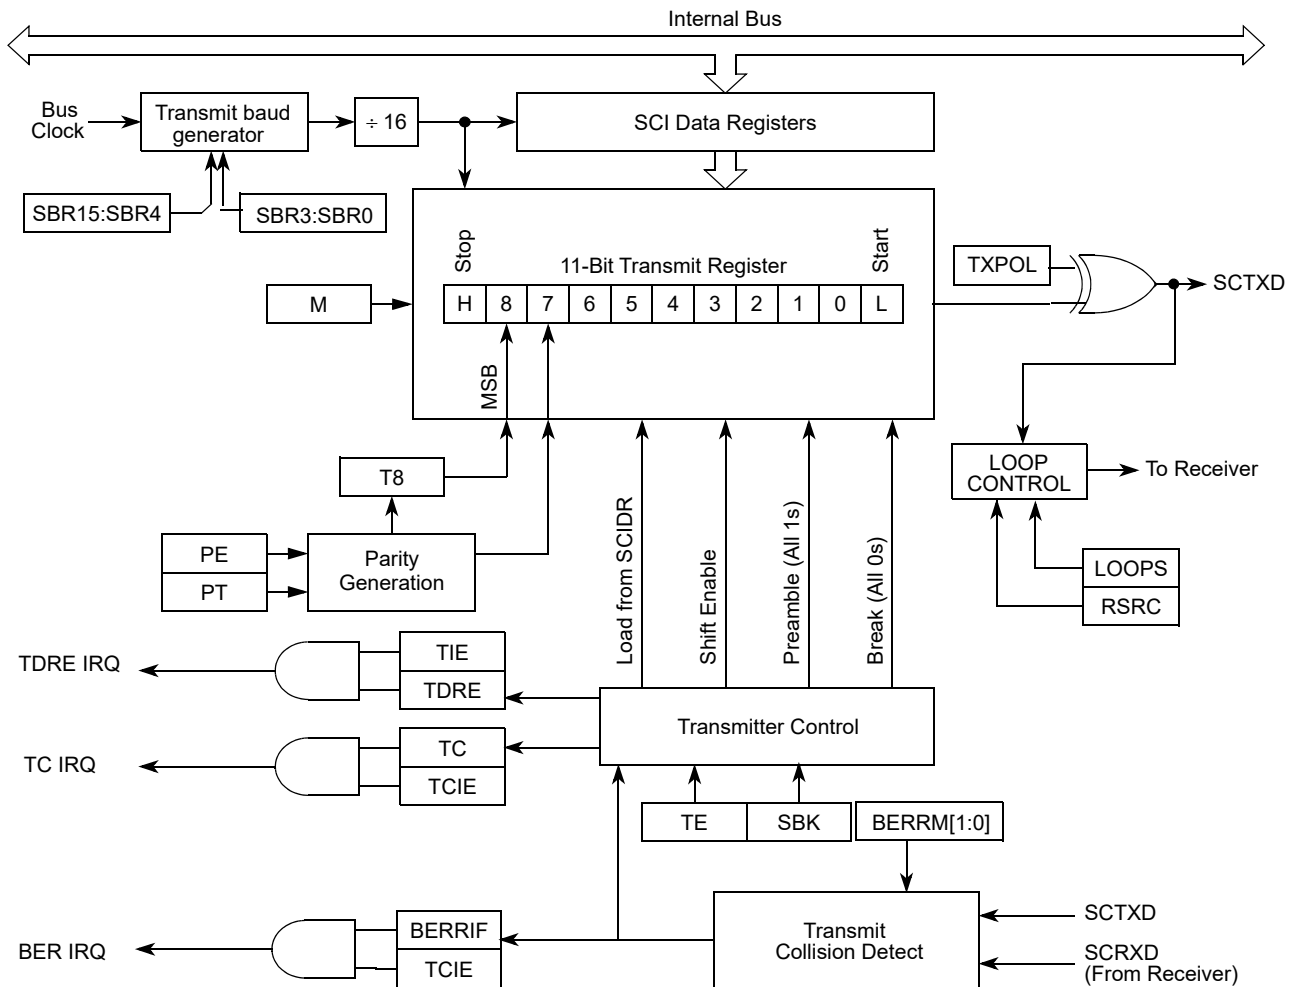 Internal Bus
Bus
Clock
Transmit baud
generator
÷ 16
SCI Data Registers
SBR15:SBR4
SBR3:SBR0
Stop
11-Bit Transmit Register
Start
H 8 7 6 5 4 3 2 1 0 L
M
MSB
TXPOL
SCTXD
T8
LOOP
CONTROL
To Receiver
PE
PT
Parity
Generation
LOOPS
RSRC
Load from SCIDR
Shift Enable
Preamble (All 1s)
Break (All 0s)
TDRE IRQ
TIE
TDRE
TC IRQ
TC
TCIE
Transmitter Control
TE
SBK
BERRM[1:0]
BER IRQ
BERRIF
TCIE
Transmit
Collision Detect
SCTXD
SCRXD
(From Receiver)